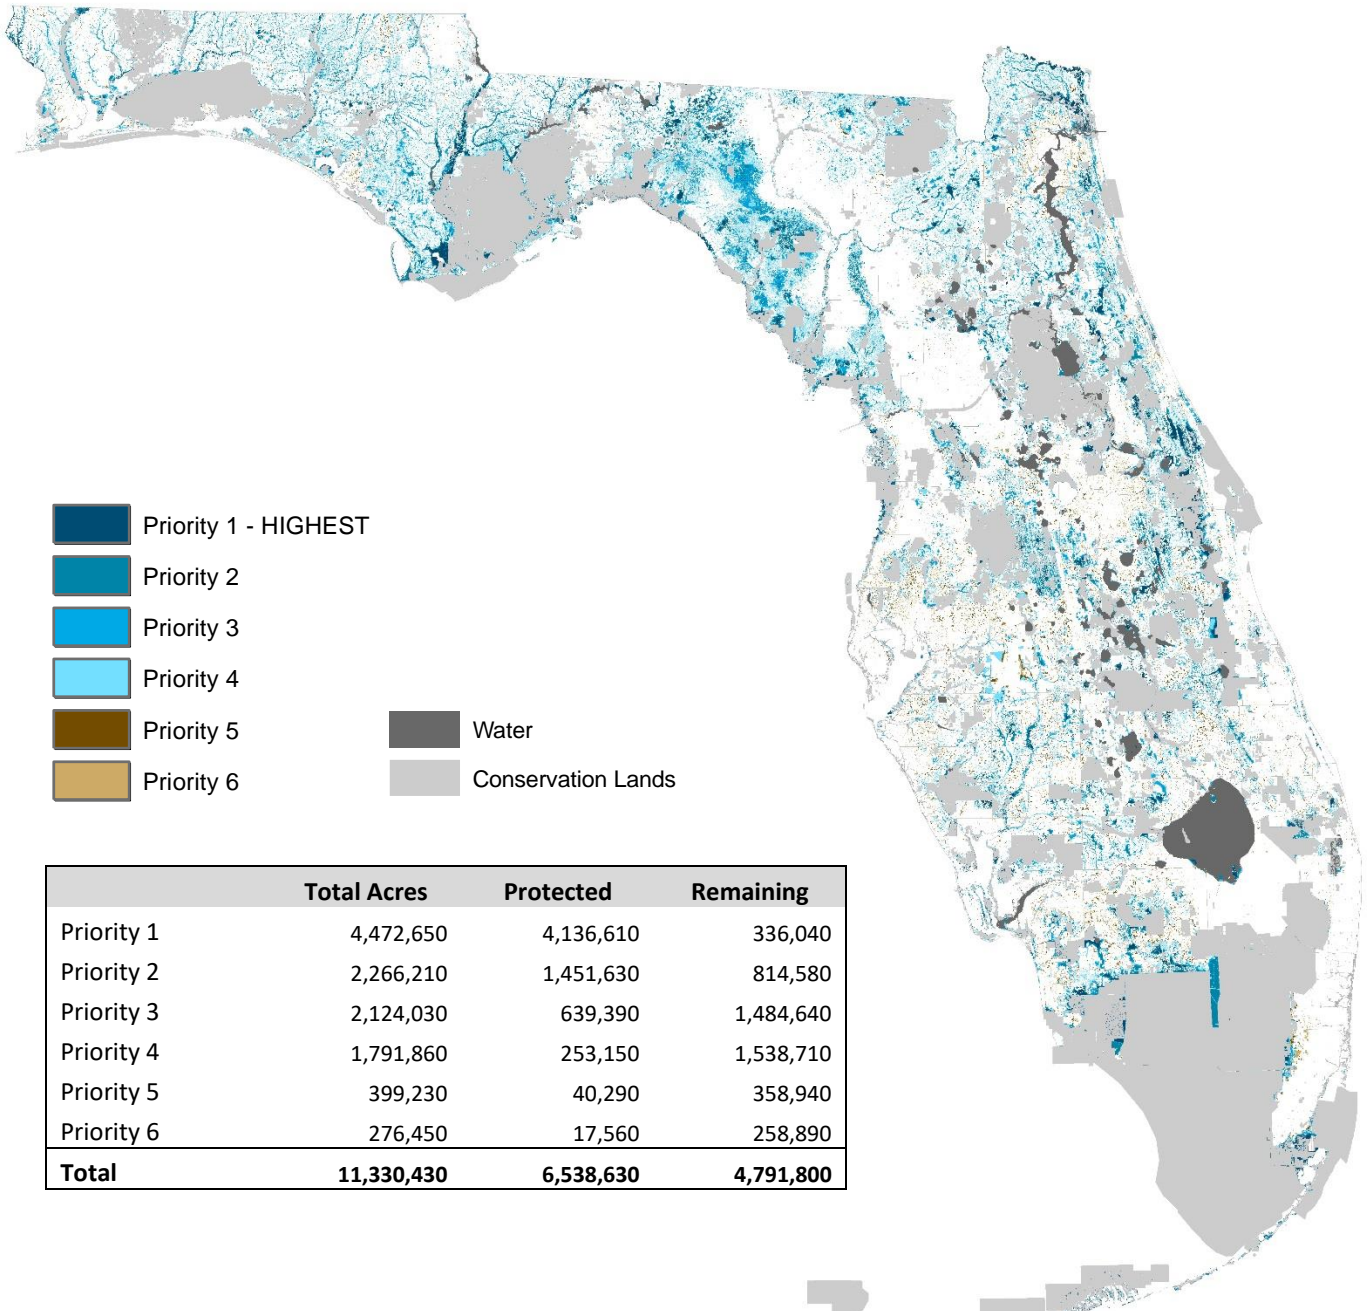 Priority 1 - HIGHEST
Priority 2
Priority 3
Priority 4
Priority 5
Priority 6
Water
Conservation Lands
Total Acres Protected Remaining
Priority 1 4,472,650 4,136,610 336,040
Priority 2 2,266,210 1,451,630 814,580
Priority 3 2,124,030 639,390 1,484,640
Priority 4 1,791,860 253,150 1,538,710
Priority 5 399,230 40,290 358,940
Priority 6 276,450 17,560 258,890
Total 11,330,430 6,538,630 4,791,800